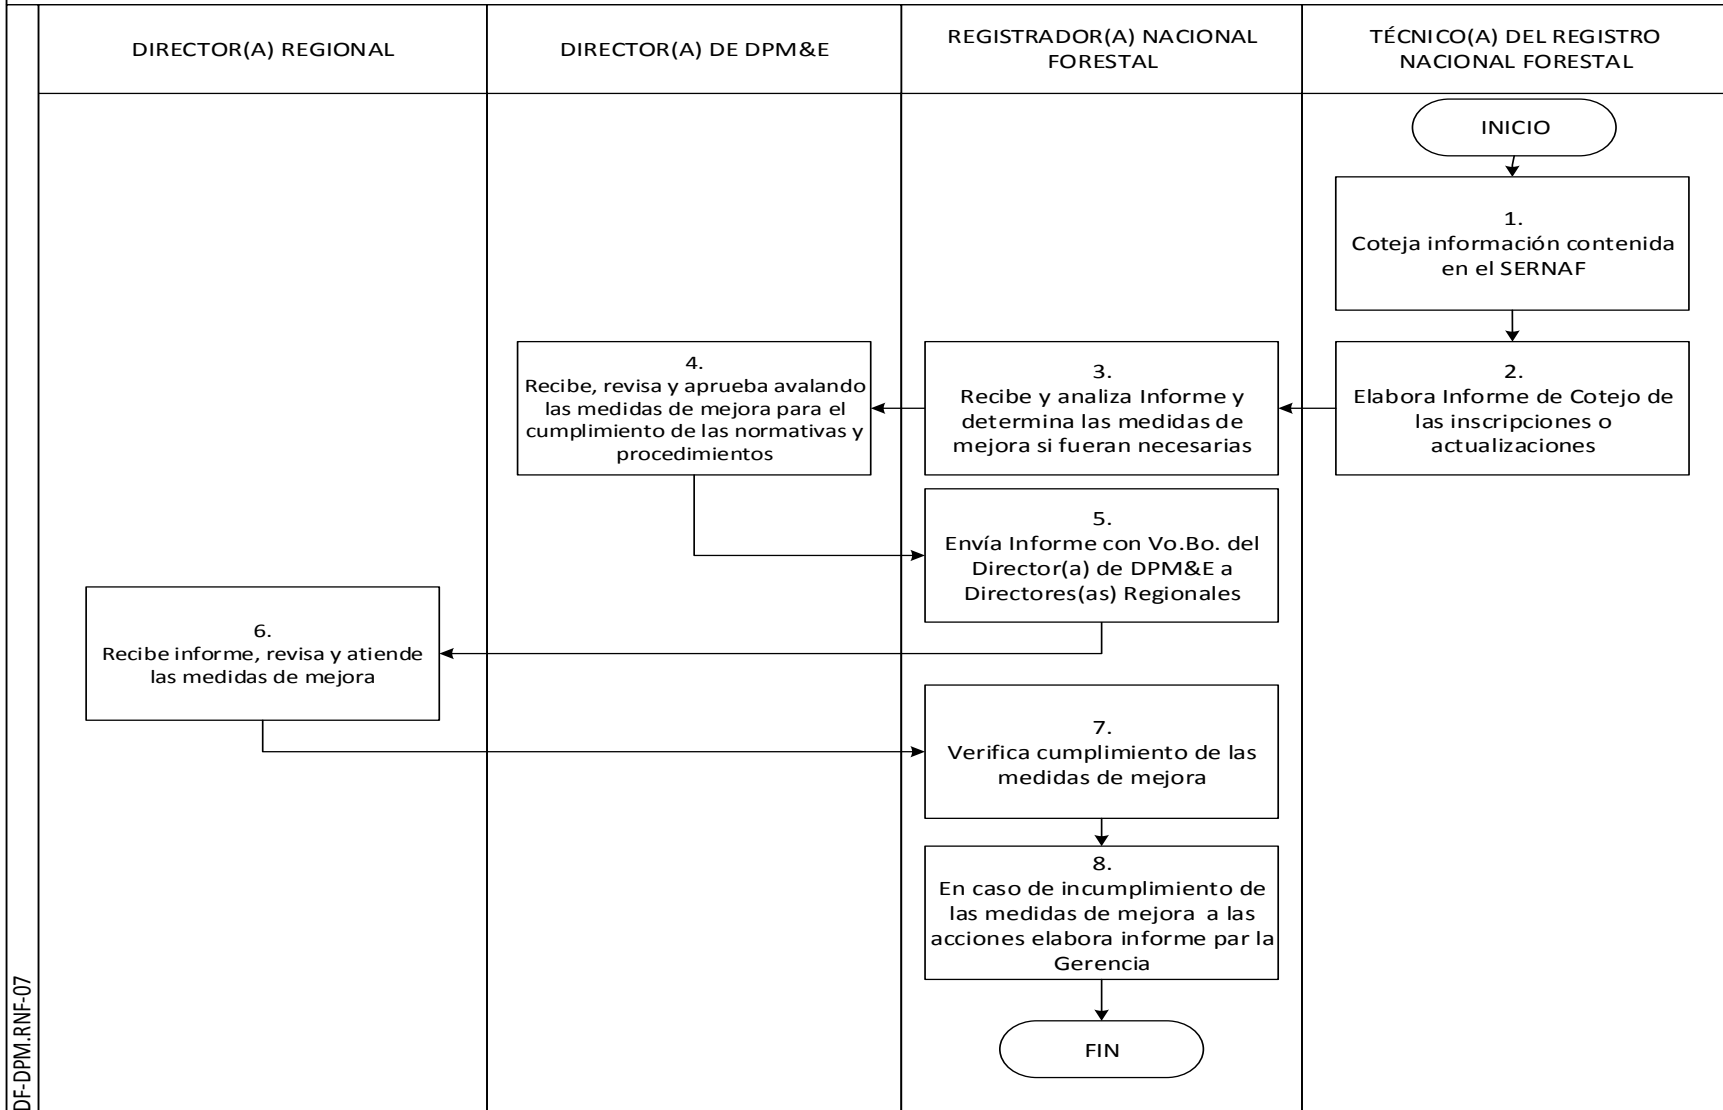 DIRECTOR(A) REGIONAL
DIRECTOR(A) DE DPM&E
REGISTRADOR(A) NACIONAL
FORESTAL
TÉCNICO(A) DEL REGISTRO
NACIONAL FORESTAL
INICIO
1.
Coteja información contenida
en el SERNAF
2.
Elabora Informe de Cotejo de
las inscripciones o
actualizaciones
3.
Recibe y analiza Informe y
determina las medidas de
mejora si fueran necesarias
4.
Recibe, revisa y aprueba avalando
las medidas de mejora para el
cumplimiento de las normativas y
procedimientos
5.
Envía Informe con Vo.Bo. del
Director(a) de DPM&E a
Directores(as) Regionales
6.
Recibe informe, revisa y atiende
las medidas de mejora
7.
Verifica cumplimiento de las
medidas de mejora
8.
En caso de incumplimiento de
las medidas de mejora a las
acciones elabora informe par la
Gerencia
FIN
DF-DPM.RNF-07